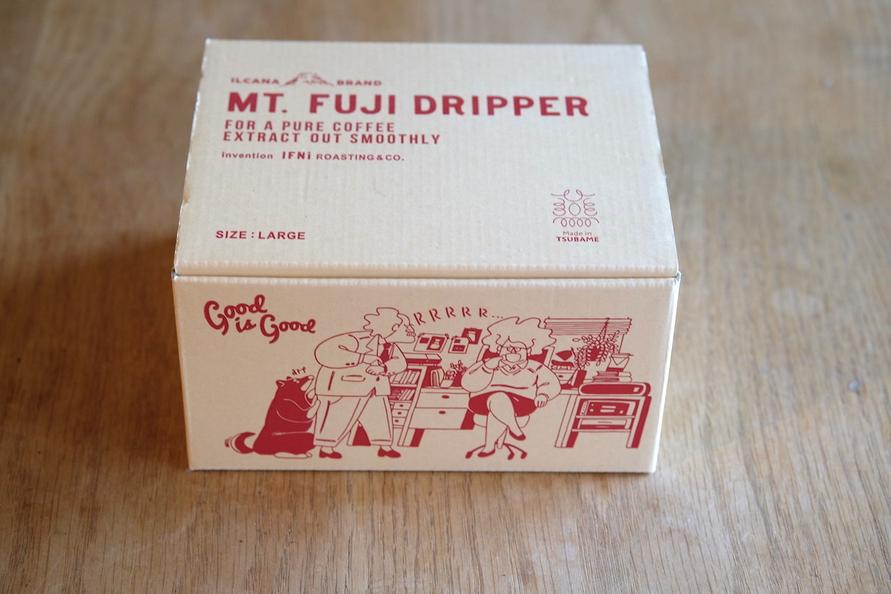 ILCANA BRAND
MT. FUJI DRIPPER
FOR A PURE COFFEE
EXTRACT OUT SMOOTHLY
invention IFNi ROASTING & CO.
SIZE : LARGE
Made in
TSUBAME
Good
is Good
RRRRR...